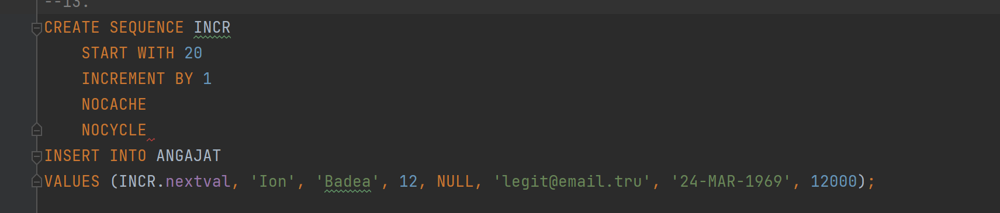 --13.
CREATE SEQUENCE INCR
    START WITH 20
    INCREMENT BY 1
    NOCACHE
    NOCYCLE
INSERT INTO ANGAJAT
VALUES (INCR.nextval, 'Ion', 'Badea', 12, NULL, 'legit@email.tru', '24-MAR-1969', 12000);